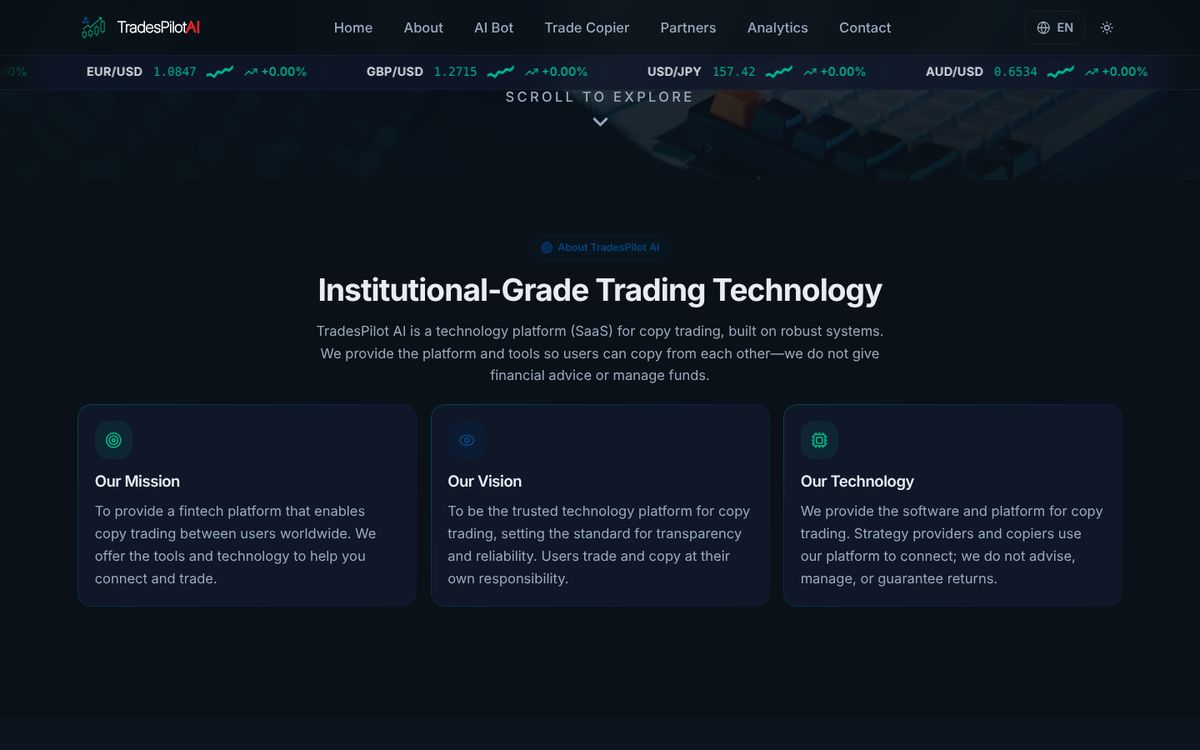 TradesPilotAI
Home About AI Bot Trade Copier Partners Analytics Contact EN
EUR/USD 1.0847 +0.00% GBP/USD 1.2715 +0.00% USD/JPY 157.42 +0.00% AUD/USD 0.6534 +0.00%
SCROLL TO EXPLORE
About TradesPilot AI
Institutional-Grade Trading Technology
TradesPilot AI is a technology platform (SaaS) for copy trading, built on robust systems.
We provide the platform and tools so users can copy from each other—we do not give
financial advice or manage funds.
Our Mission
To provide a fintech platform that enables
copy trading between users worldwide. We
offer the tools and technology to help you
connect and trade.
Our Vision
To be the trusted technology platform for copy
trading, setting the standard for transparency
and reliability. Users trade and copy at their
own responsibility.
Our Technology
We provide the software and platform for copy
trading. Strategy providers and copiers use
our platform to connect; we do not advise,
manage, or guarantee returns.